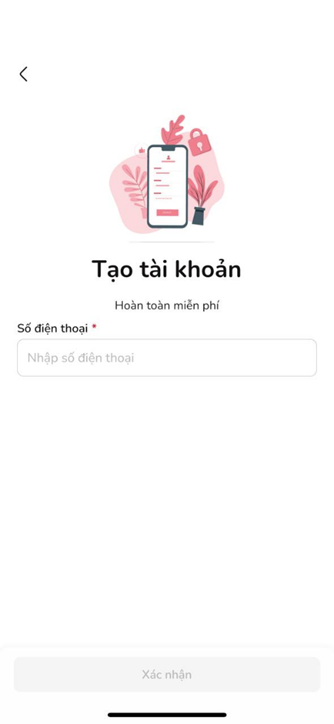 Tạo tài khoản
Hoàn toàn miễn phí
Số điện thoại *
Nhập số điện thoại
Xác nhận